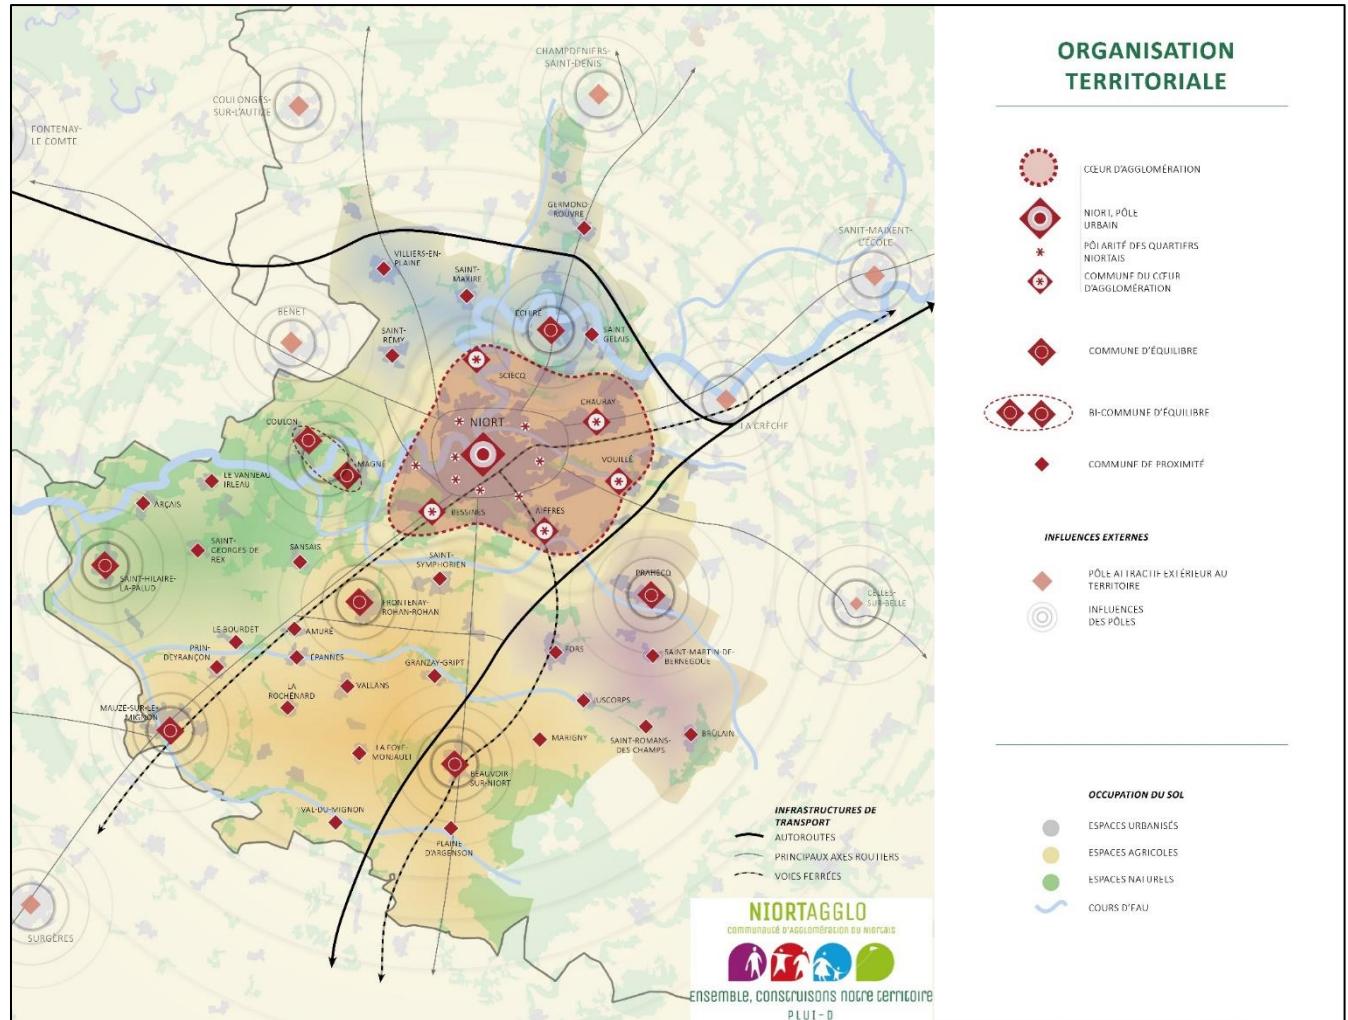 CHAMPDENIERS-
SAINT-DENIS
COULONGES-
SUR-L'AUTIZE
FONTENAY-
LE COMTE
GERMOND-
ROUVRE
SANIT-MAIXENT-
L'ÉCOLE
VILLIERS-EN-
PLAINE
SAINT-
MAXIRE
BENET
ÉCHIRÉ
SAINT-
RÉMY
SAINT
GELAIS
SCIECQ
CHAURAY
LA CRÈCHE
COULON
NIORT
MAGNÉ
VOUILLÉ
LE VANNEAU
IRLEAU
ARÇAIS
BESSINES
AIFFRES
SAINT-
GEORGES DE
REX
SANSAIS
SAINT-
SYMPHORIEN
SAINT-HILAIRE-
LA-PALUD
PRAHECQ
FRONTENAY-
ROHAN-ROHAN
CELLES-
SUR-BELLE
LE BOURDET
AMURÉ
PRIN-
DEYRANÇON
ÉPANNES
GRANZAY-GRIPT
FORS
SAINT-MARTIN-DE-
BERNEGOUE
LA
ROCHÉNARD
VALLANS
MAUZE-SUR-LE-
MIGNON
JUSCORPS
SAINT-ROMANS-
DES CHAMPS
BRÛLAIN
MARIGNY
LA FOYE-
MONJAULT
BEAUVOIR
SUR-NIORT
VAL-DU-MIGNON
PLAINE
D'ARGENSON
SURGÈRES
INFRASTRUCTURES DE
TRANSPORT
AUTOROUTES
PRINCIPAUX AXES ROUTIERS
VOIES FERRÉES
NIORTAGGLO
COMMUNAUTÉ D'AGGLOMÉRATION DU NIORTAIS
ENSEMBLE, CONSTRUISONS NOTRE TERRITOIRE
PLUI-D
ORGANISATION
TERRITORIALE
CŒUR D'AGGLOMÉRATION
NIORT, PÔLE
URBAIN
PÔLARITÉ DES QUARTIERS
NIORTAIS
COMMUNE DU CŒUR
D'AGGLOMÉRATION
COMMUNE D'ÉQUILIBRE
BI-COMMUNE D'ÉQUILIBRE
COMMUNE DE PROXIMITÉ
INFLUENCES EXTERNES
PÔLE ATTRACTIF EXTÉRIEUR AU
TERRITOIRE
INFLUENCES
DES PÔLES
OCCUPATION DU SOL
ESPACES URBANISÉS
ESPACES AGRICOLES
ESPACES NATURELS
COURS D'EAU